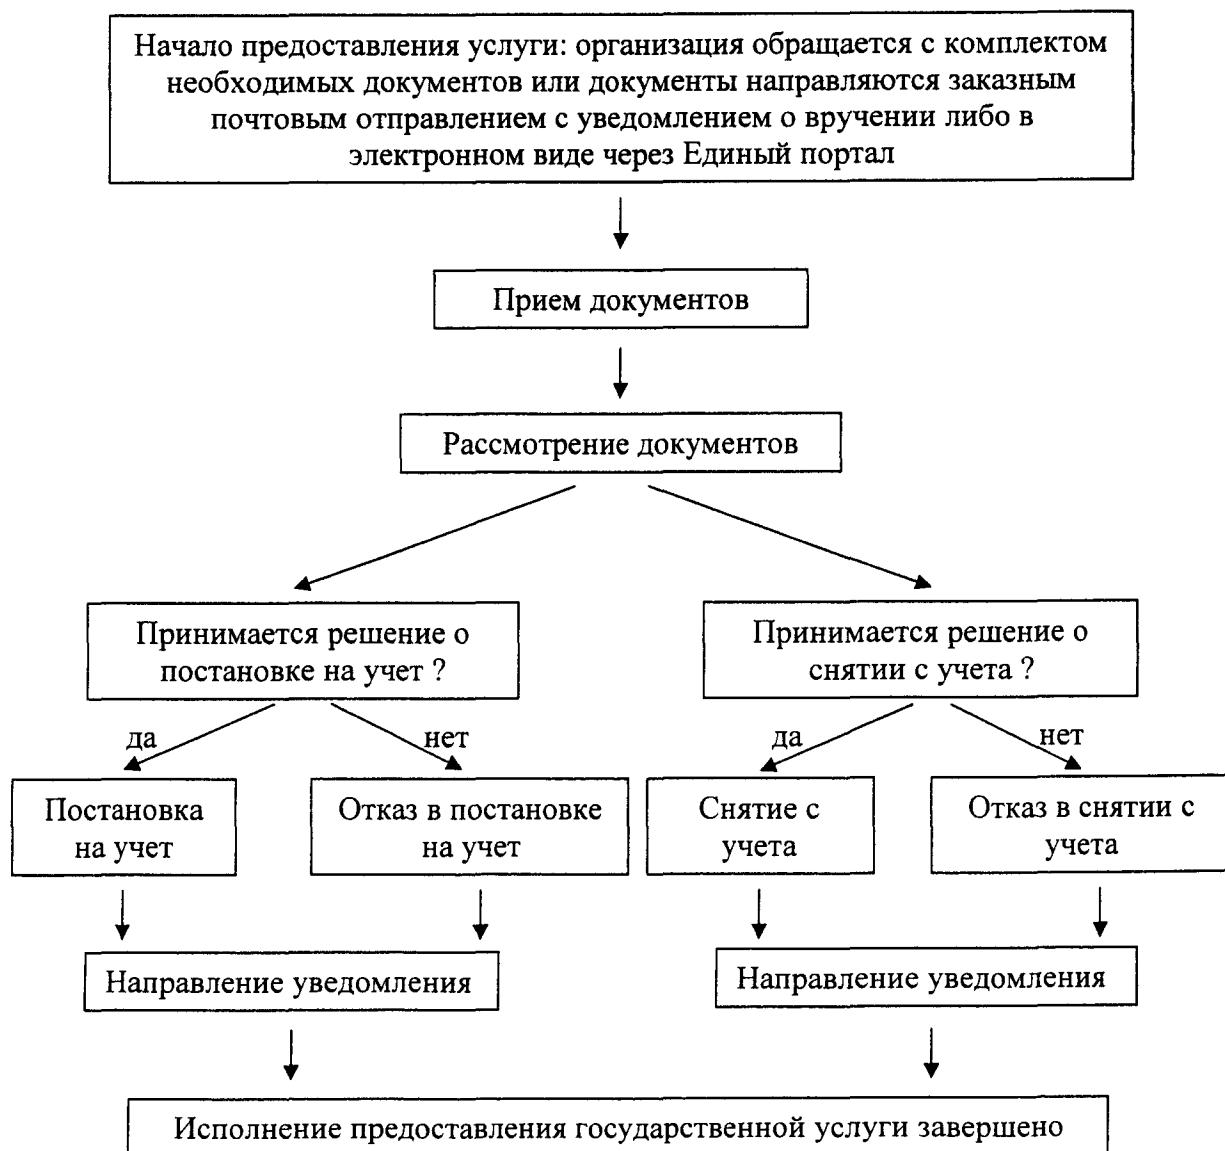 Начало предоставления услуги: организация обращается с комплектом
необходимых документов или документы направляются заказным
почтовым отправлением с уведомлением о вручении либо в
электронном виде через Единый портал
Прием документов
Рассмотрение документов
Принимается решение о
постановке на учет ?
Принимается решение о
снятии с учета ?
да
нет
да
нет
Постановка
на учет
Отказ в постановке
на учет
Снятие с
учета
Отказ в снятии с
учета
Направление уведомления
Направление уведомления
Исполнение предоставления государственной услуги завершено